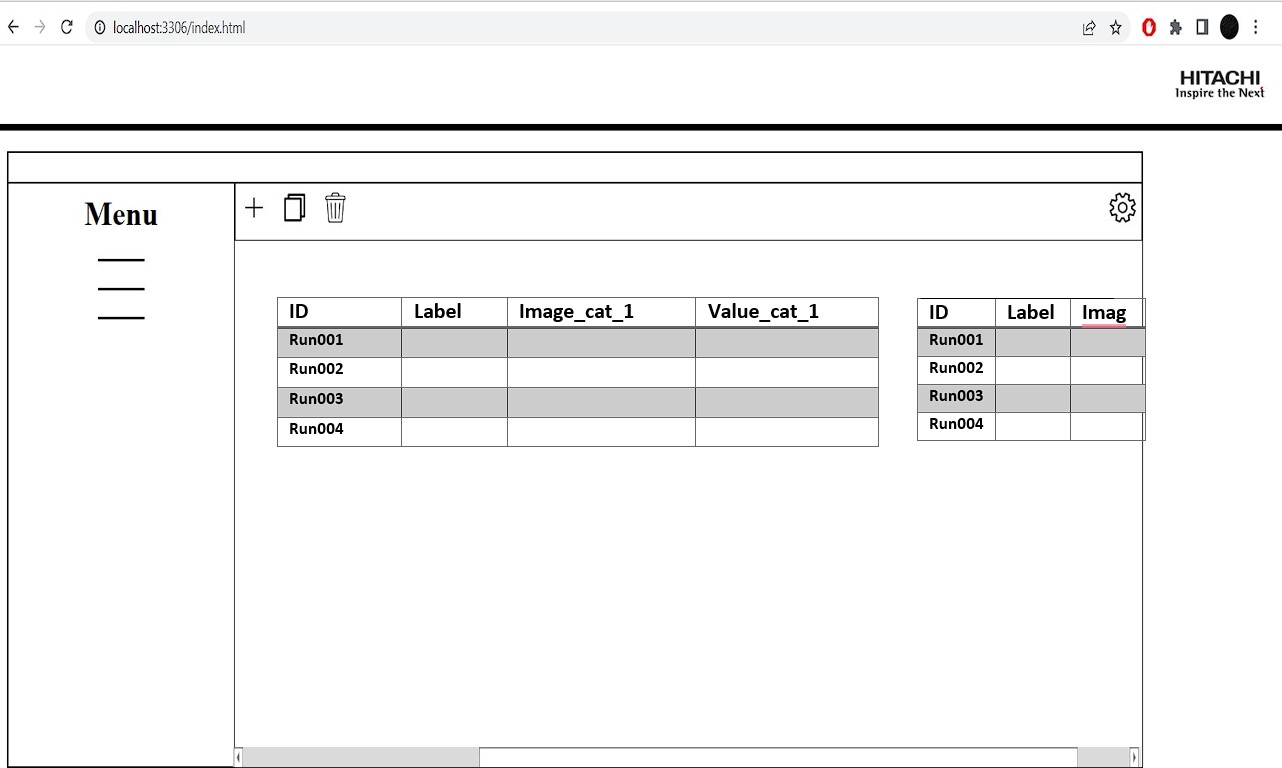 localhost:3306/index.html
HITACHI
Inspire the Next
Menu
ID Label Image_cat_1 Value_cat_1
Run001
Run002
Run003
Run004
ID Label Imag
Run001
Run002
Run003
Run004